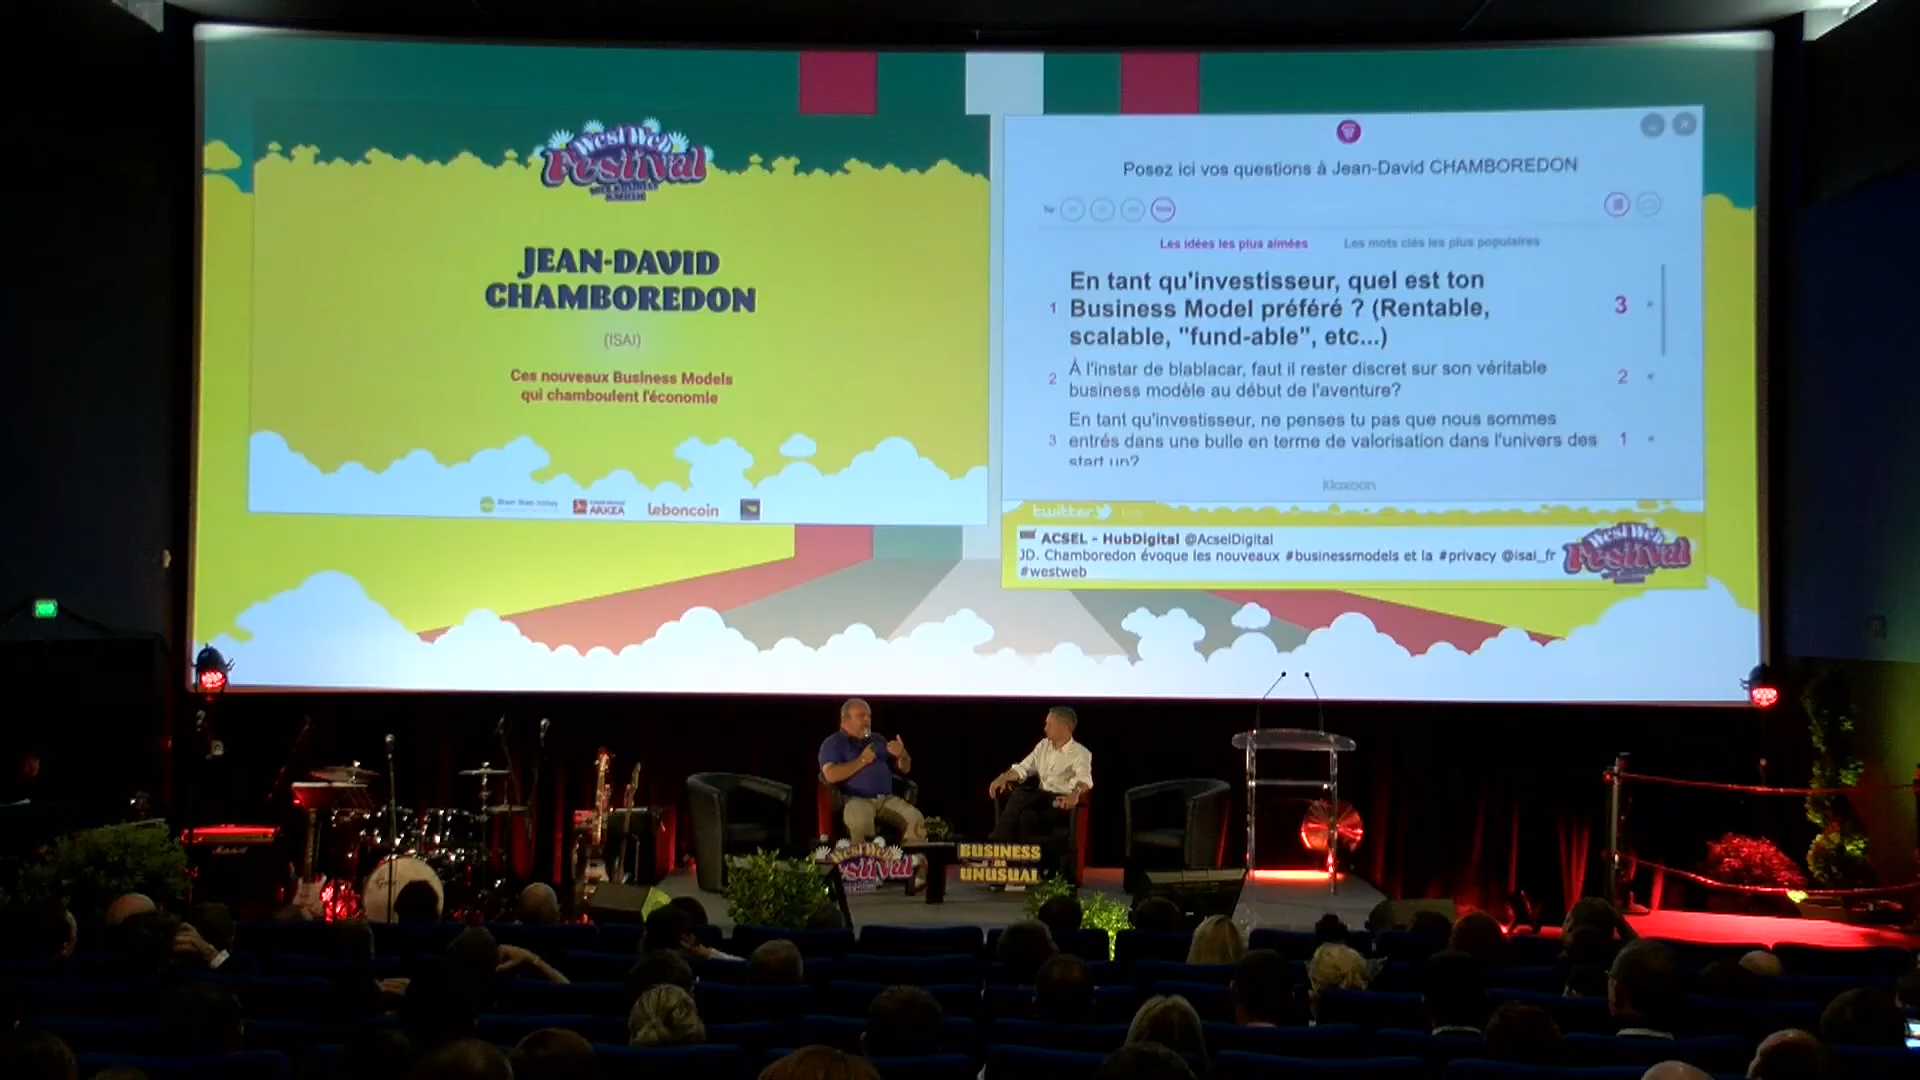 West Web
Festival
JEAN-DAVID
CHAMBOREDON
(ISAI)
Ces nouveaux Business Models
qui chamboulent l'économie
ARKEA
leboncoin
Posez ici vos questions à Jean-David CHAMBOREDON
Les idées les plus aimées
Les mots clés les plus populaires
1
En tant qu'investisseur, quel est ton
Business Model préféré ? (Rentable,
scalable, "fund-able", etc...)
3
2
À l'instar de blablacar, faut il rester discret sur son véritable
business modèle au début de l'aventure?
2
3
En tant qu'investisseur, ne penses tu pas que nous sommes
entrés dans une bulle en terme de valorisation dans l'univers des
start up?
1
klaxoon
twitter
ACSEL - HubDigital @AcselDigital
JD. Chamboredon évoque les nouveaux #businessmodels et la #privacy @isai_fr
#westweb
West Web
Festival
West Web
Festival
BUSINESS
AS
UNUSUAL
Marshall